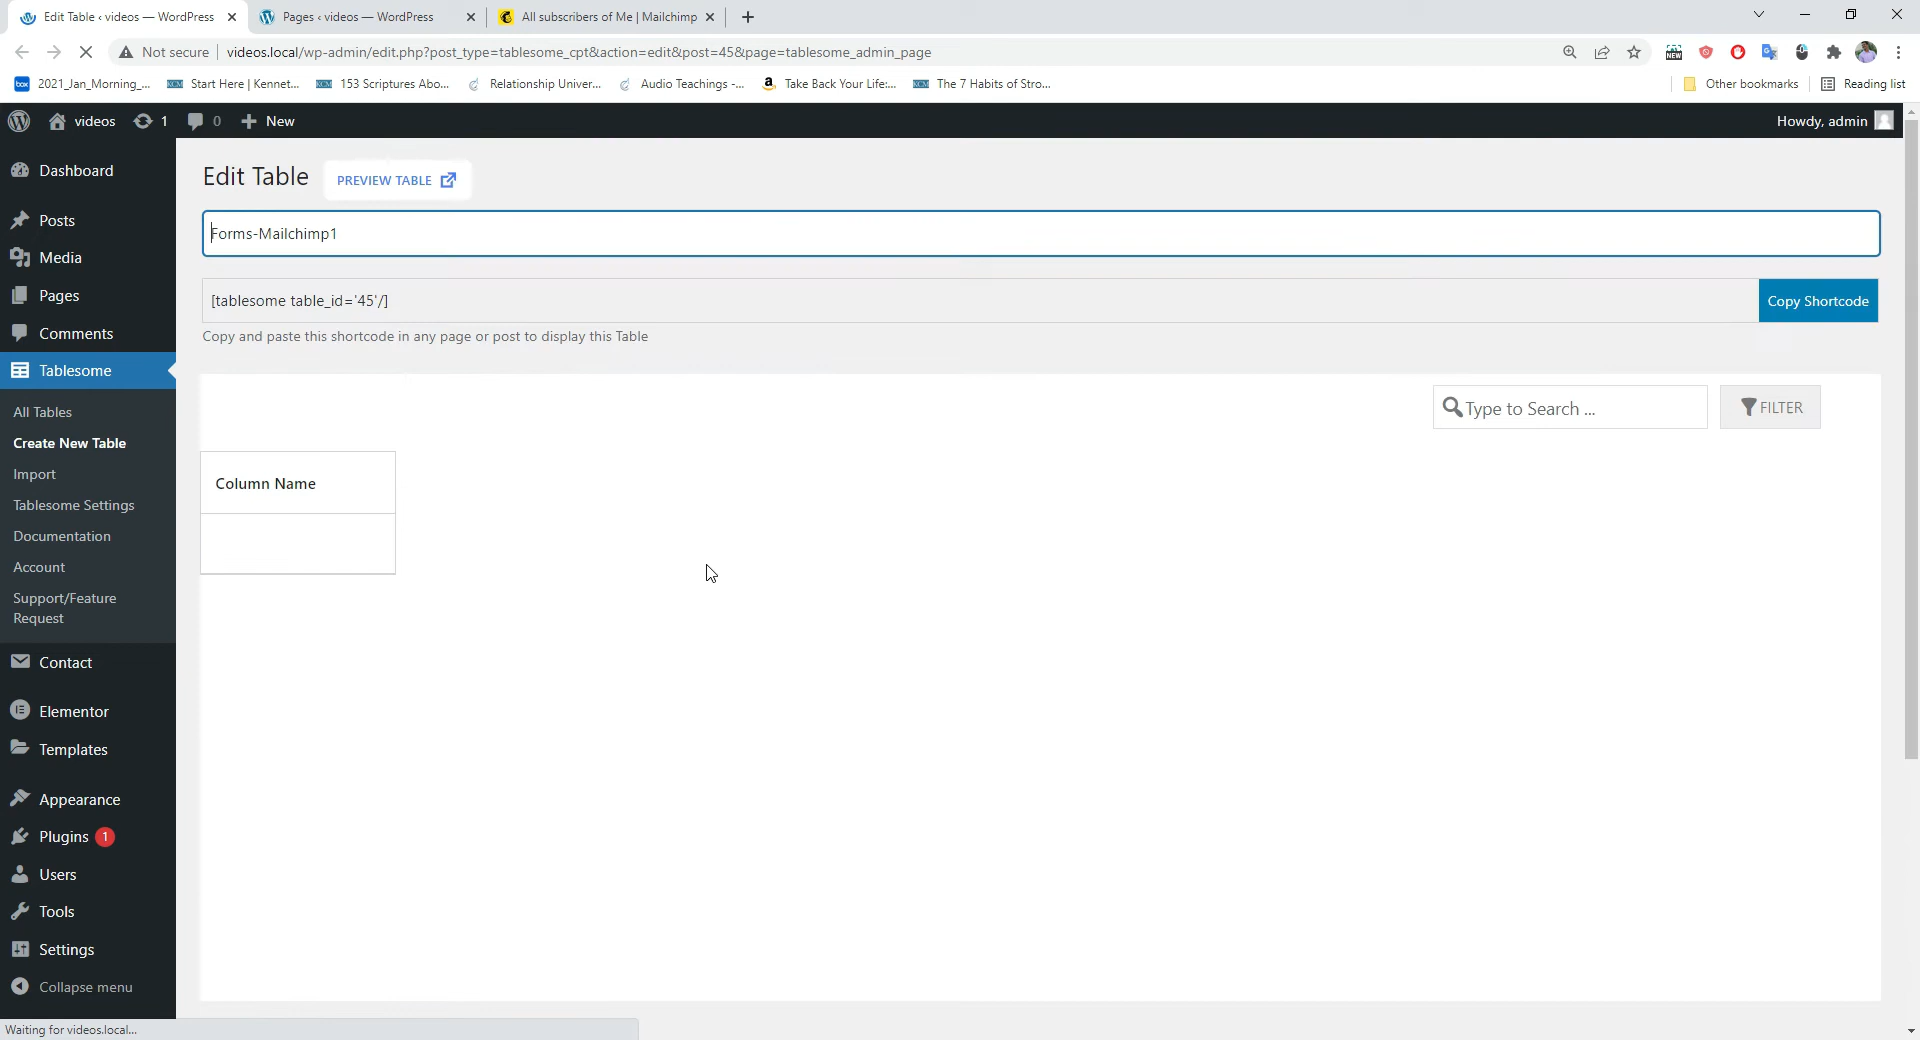 Edit Table ‹ videos — WordPress
Pages ‹ videos — WordPress
All subscribers of Me | Mailchimp
Not secure
videos.local/wp-admin/edit.php?post_type=tablesome_cpt&action=edit&post=45&page=tablesome_admin_page
NEW
box
2021_Jan_Morning_...
KCM
Start Here | Kennet...
KCM
153 Scriptures Abo...
Relationship Univer...
Audio Teachings -...
Take Back Your Life:...
KCM
The 7 Habits of Stro...
Other bookmarks
Reading list
videos
1
0
New
Howdy, admin
Dashboard
Posts
Media
Pages
Comments
Tablesome
All Tables
Create New Table
Import
Tablesome Settings
Documentation
Account
Support/Feature
Request
Contact
Elementor
Templates
Appearance
Plugins 1
Users
Tools
Settings
Collapse menu
Edit Table
PREVIEW TABLE
Forms-Mailchimp1
[tablesome table_id='45'/]
Copy Shortcode
Copy and paste this shortcode in any page or post to display this Table
Type to Search ...
FILTER
Column Name
Waiting for videos.local...